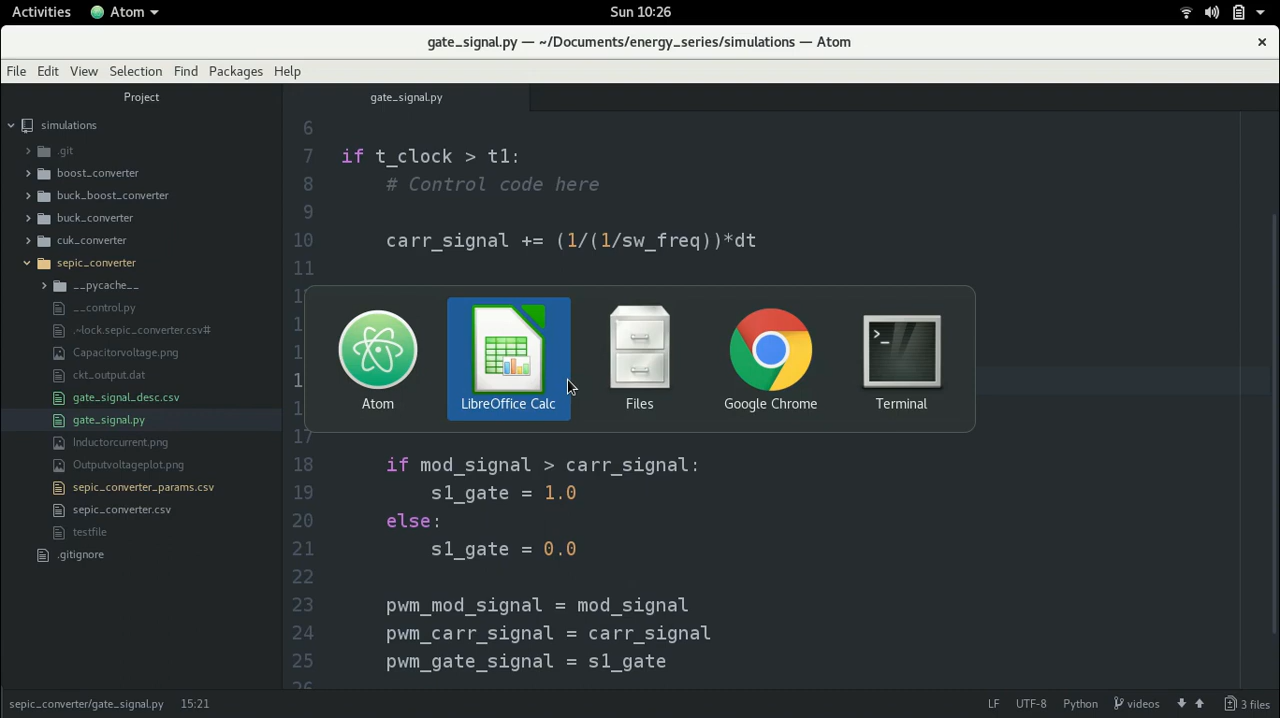 Activities Atom Sun 10:26
gate_signal.py — ~/Documents/energy_series/simulations — Atom
File Edit View Selection Find Packages Help
Project
gate_signal.py
simulations
.git
boost_converter
buck_boost_converter
buck_converter
cuk_converter
sepic_converter
__pycache__
__control.py
.~lock.sepic_converter.csv#
Capacitorvoltage.png
ckt_output.dat
gate_signal_desc.csv
gate_signal.py
Inductorcurrent.png
Outputvoltageplot.png
sepic_converter_params.csv
sepic_converter.csv
testfile
.gitignore
6
7 if t_clock > t1:
8 # Control code here
9
10 carr_signal += (1/(1/sw_freq))*dt
11
Atom LibreOffice Calc Files Google Chrome Terminal
17
18 if mod_signal > carr_signal:
19 s1_gate = 1.0
20 else:
21 s1_gate = 0.0
22
23 pwm_mod_signal = mod_signal
24 pwm_carr_signal = carr_signal
25 pwm_gate_signal = s1_gate
sepic_converter/gate_signal.py 15:21 LF UTF-8 Python videos 3 files